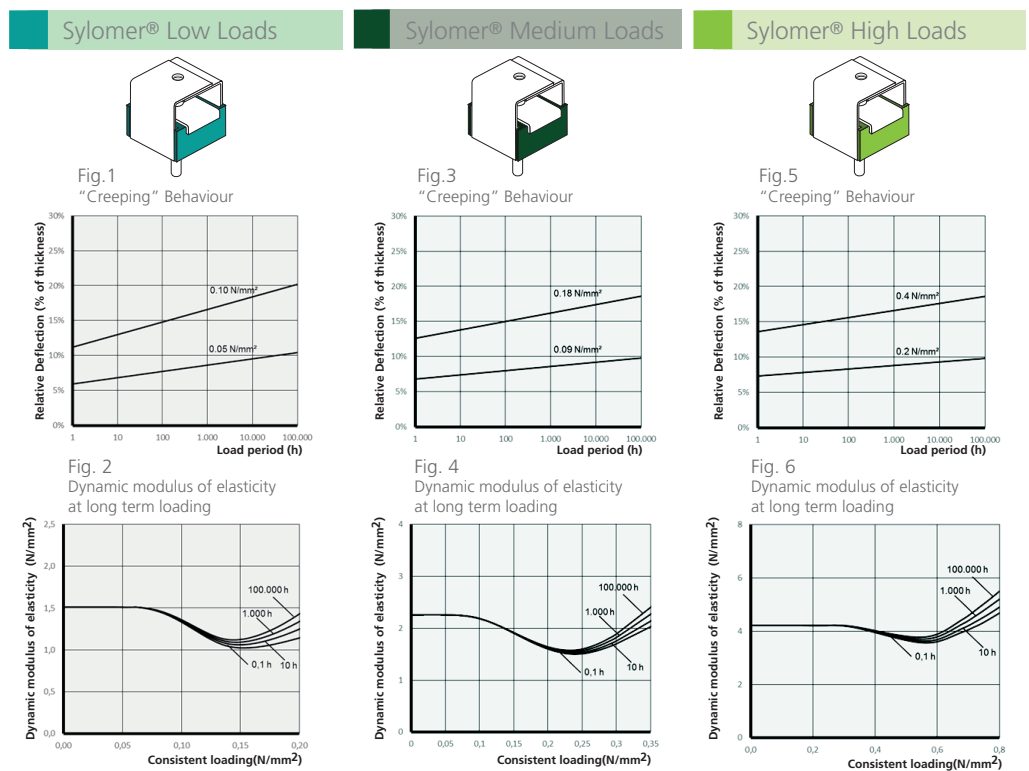 Sylomer® Low Loads
Fig.1
“Creeping” Behaviour
Relative Deflection (% of thickness)
30%
25%
20%
15%
10%
5%
0%
0.10 N/mm²
0.05 N/mm²
1 10 100 1.000 10.000 100.000
Load period (h)
Fig. 2
Dynamic modulus of elasticity
at long term loading
Dynamic modulus of elasticity (N/mm²)
2,5
2,0
1,5
1,0
0,5
0,0
100.000 h
1.000 h
10 h
0,1 h
0,00 0,05 0,10 0,15 0,20
Consistent loading(N/mm²)
Sylomer® Medium Loads
Fig.3
“Creeping” Behaviour
Relative Deflection (% of thickness)
30%
25%
20%
15%
10%
5%
0%
0.18 N/mm²
0.09 N/mm²
1 10 100 1.000 10.000 100.000
Load period (h)
Fig. 4
Dynamic modulus of elasticity
at long term loading
Dynamic modulus of elasticity (N/mm²)
4
3
2
1
0
100.000 h
1.000 h
10 h
0,1 h
0 0,05 0,1 0,15 0,2 0,25 0,3 0,35
Consistent loading(N/mm²)
Sylomer® High Loads
Fig.5
“Creeping” Behaviour
Relative Deflection (% of thickness)
30%
25%
20%
15%
10%
5%
0%
0.4 N/mm²
0.2 N/mm²
1 10 100 1.000 10.000 100.000
Load period (h)
Fig. 6
Dynamic modulus of elasticity
at long term loading
Dynamic modulus of elasticity (N/mm²)
8
6
4
2
0
100.000 h
1.000 h
10 h
0,1 h
0,0 0,2 0,4 0,6 0,8
Consistent loading(N/mm²)